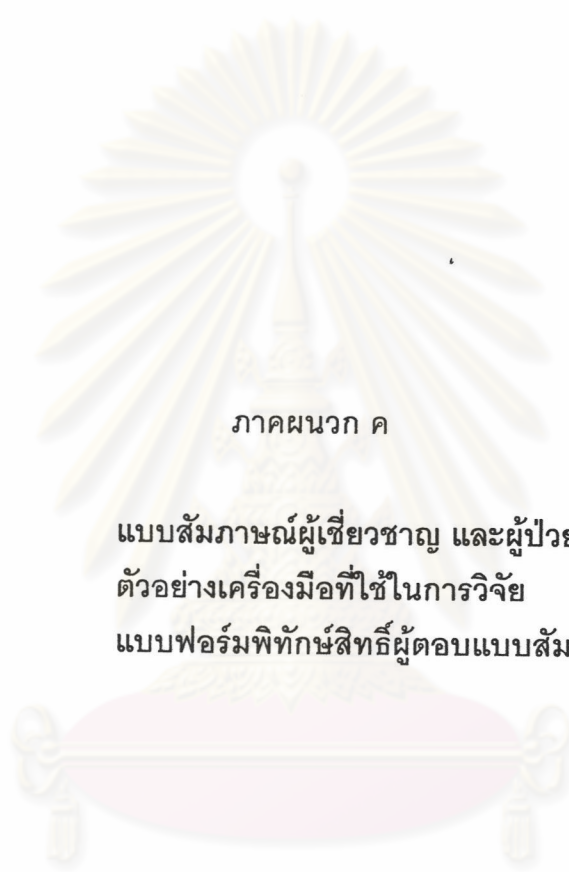 ภาคผนวก ค
แบบสัมภาษณ์ผู้เชี่ยวชาญ และผู้ป่วย
ตัวอย่างเครื่องมือที่ใช้ในการวิจัย
แบบฟอร์มพิทักษ์สิทธิ์ผู้ตอบแบบสัม